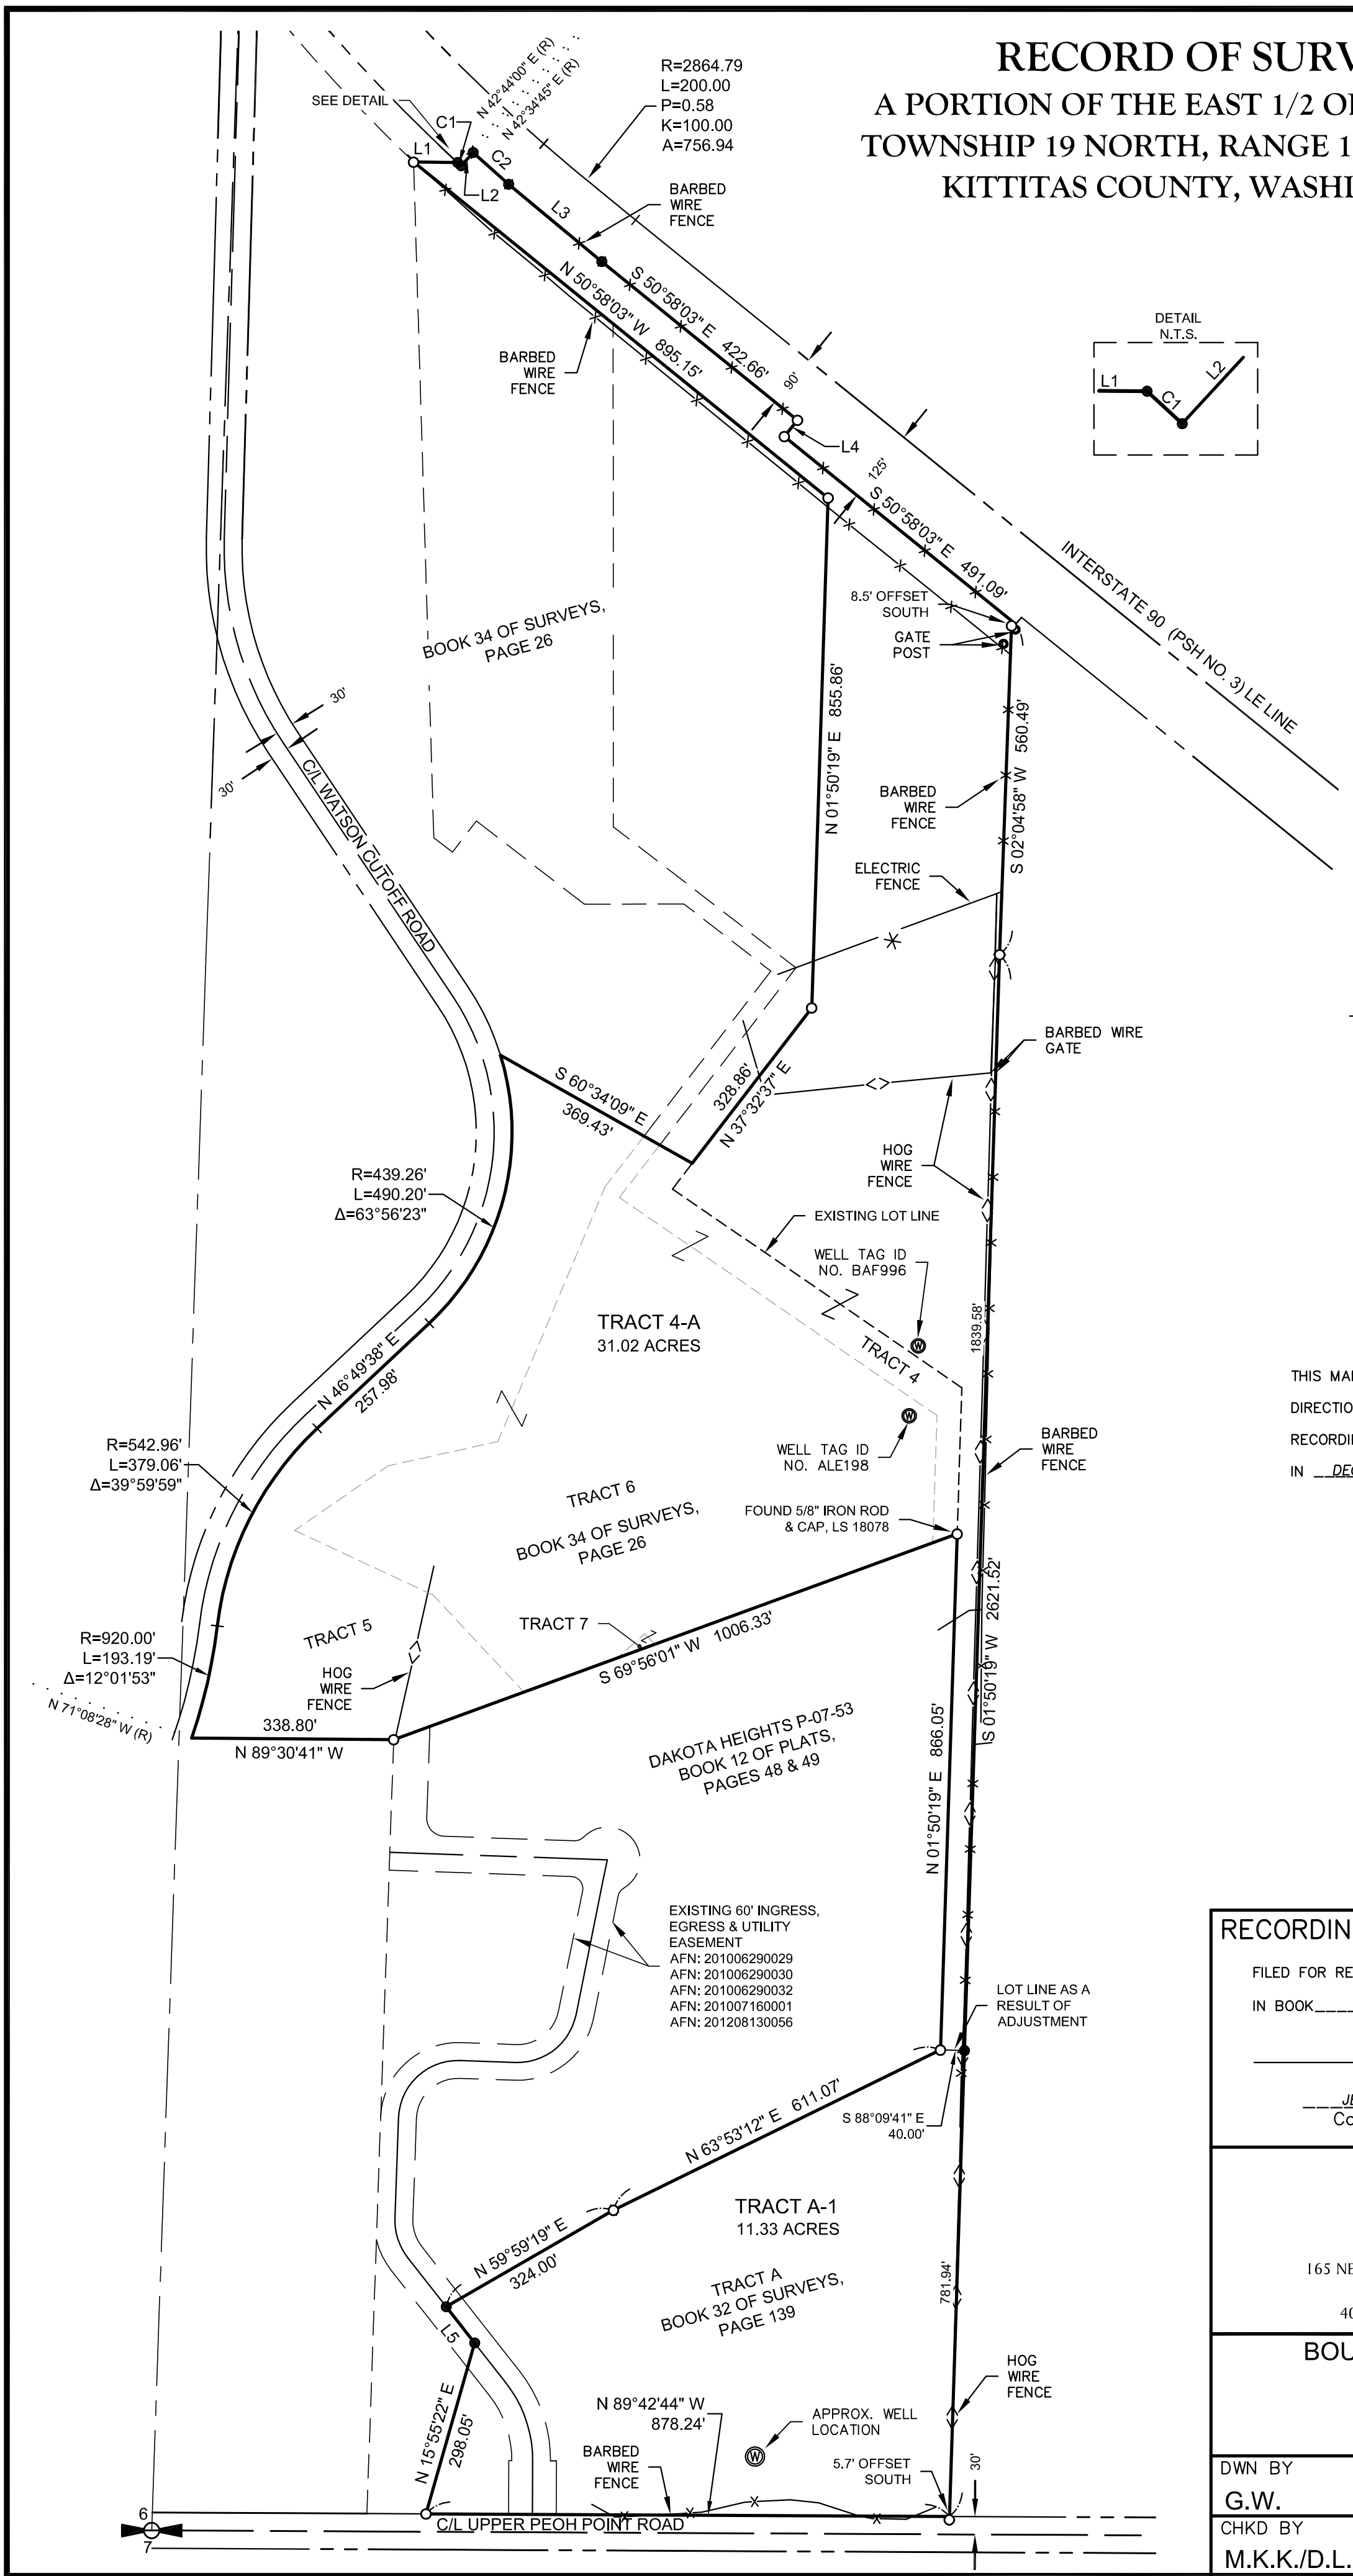 RECORD OF SURV
A PORTION OF THE EAST 1/2 O
TOWNSHIP 19 NORTH, RANGE 1
KITTITAS COUNTY, WASHI
N 42°44'00" E (R)
N 42°34'45" E (R)
R=2864.79
L=200.00
P=0.58
K=100.00
A=756.94
SEE DETAIL
C1
L1
C2
L2
L3
BARBED
WIRE
FENCE
S 50°58'03" E 422.66'
N 50°58'03" W 895.15'
BARBED
WIRE
FENCE
90'
L4
125'
S 50°58'03" E 491.09'
DETAIL
N.T.S.
L1
C1
L2
INTERSTATE 90 (PSH NO. 3) LE LINE
8.5' OFFSET
SOUTH
GATE
POST
BOOK 34 OF SURVEYS,
PAGE 26
30'
30'
C/L WATSON CUTOFF ROAD
N 01°50'19" E 855.86'
S 02°04'58" W 560.49'
BARBED
WIRE
FENCE
ELECTRIC
FENCE
BARBED WIRE
GATE
S 60°34'09" E
369.43'
328.86'
N 37°32'37" E
HOG
WIRE
FENCE
R=439.26'
L=490.20'
Δ=63°56'23"
EXISTING LOT LINE
WELL TAG ID
NO. BAF996
1839.58'
TRACT 4-A
31.02 ACRES
TRACT 4
N 46°49'38" E
257.98'
WELL TAG ID
NO. ALE198
BARBED
WIRE
FENCE
THIS MA
DIRECTIO
RECORDI
IN DE
R=542.96'
L=379.06'
Δ=39°59'59"
TRACT 6
BOOK 34 OF SURVEYS,
PAGE 26
FOUND 5/8" IRON ROD
& CAP, LS 18078
S 01°50'19" W 2621.52'
TRACT 5
TRACT 7
S 69°56'01" W 1006.33'
R=920.00'
L=193.19'
Δ=12°01'53"
N 71°08'28" W (R)
HOG
WIRE
FENCE
338.80'
N 89°30'41" W
DAKOTA HEIGHTS P-07-53
BOOK 12 OF PLATS,
PAGES 48 & 49
N 01°50'19" E 866.05'
EXISTING 60' INGRESS,
EGRESS & UTILITY
EASEMENT
AFN: 201006290029
AFN: 201006290030
AFN: 201006290032
AFN: 201007160001
AFN: 201208130056
LOT LINE AS A
RESULT OF
ADJUSTMENT
RECORDIN
FILED FOR RE
IN BOOK
JE
Co
S 88°09'41" E
40.00'
N 63°53'12" E 611.07'
TRACT A-1
11.33 ACRES
N 59°59'19" E
324.00'
TRACT A
BOOK 32 OF SURVEYS,
PAGE 139
781.94'
165 NE
40
BOU
L5
HOG
WIRE
FENCE
N 15°55'22" E
298.05'
N 89°42'44" W
878.24'
APPROX. WELL
LOCATION
BARBED
WIRE
FENCE
5.7' OFFSET
SOUTH
30'
6
7
C/L UPPER PEOH POINT ROAD
DWN BY
G.W.
CHKD BY
M.K.K./D.L.